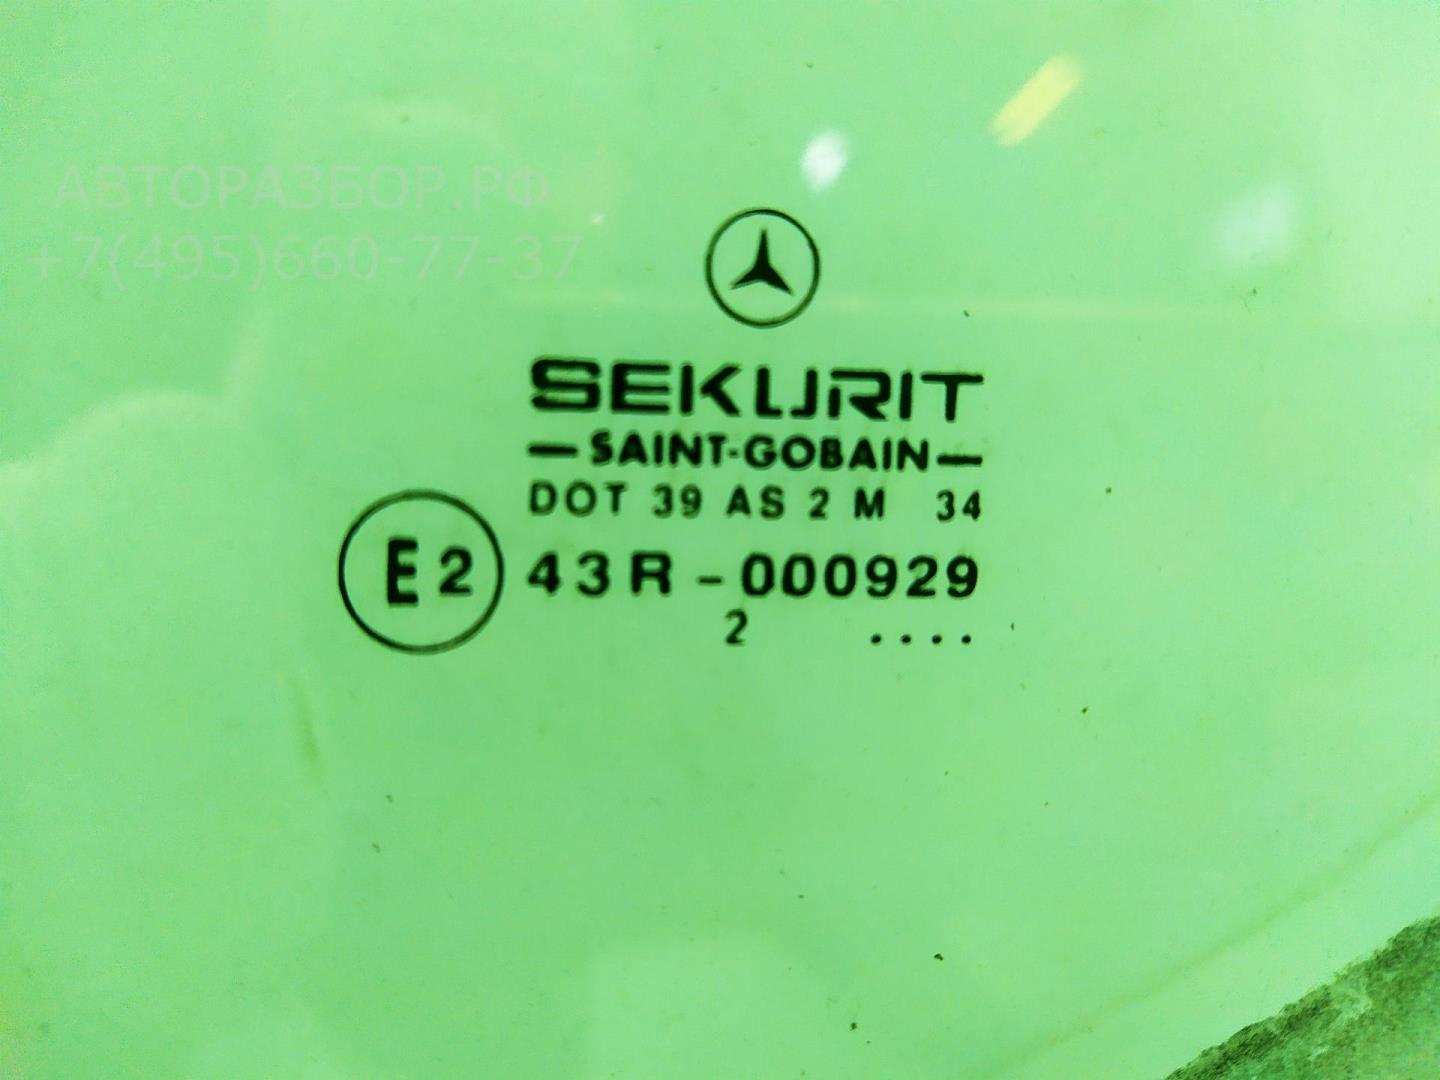 АВТОРАЗБОР.РФ
+7(495)660-77-37
SEKURIT
— SAINT-GOBAIN —
DOT 39 AS 2 M 34
E2 43R - 000929
2 ....